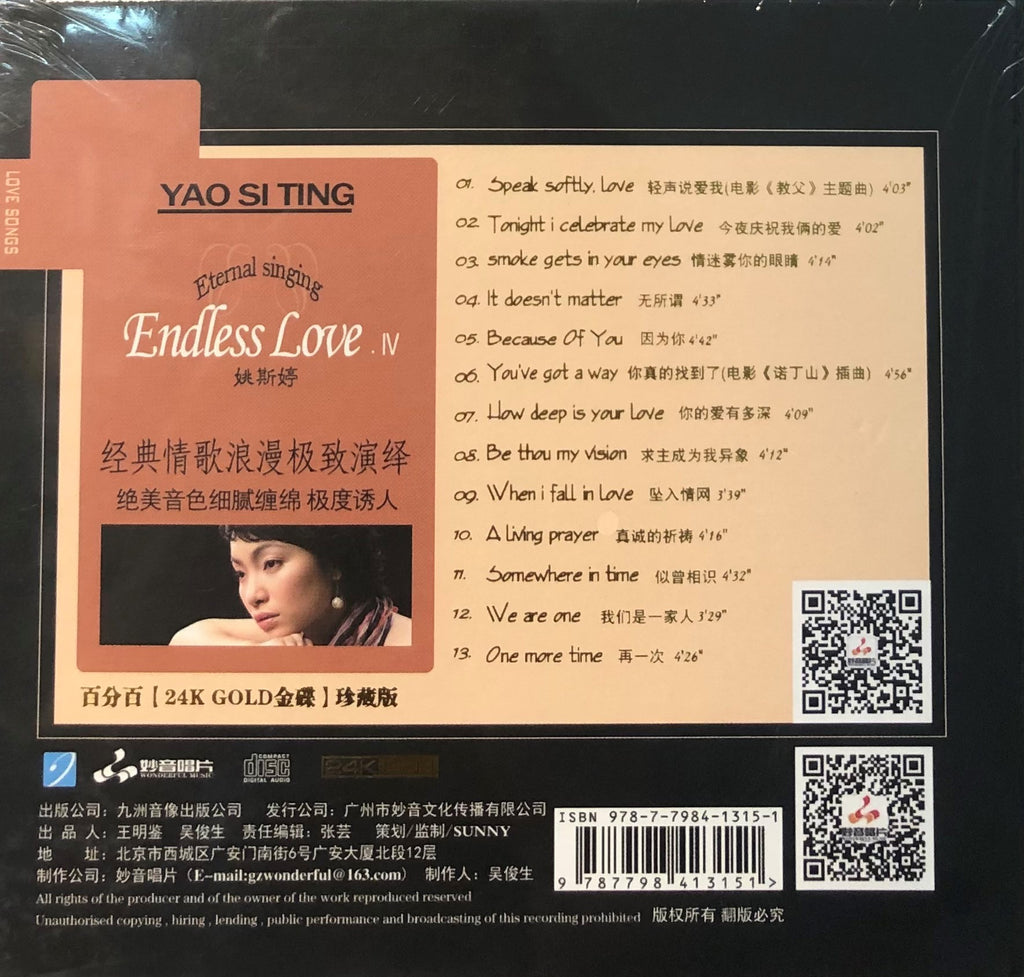 LOVE SONGS
YAO SI TING
Eternal singing
Endless Love . IV
姚斯婷
经典情歌浪漫极致演绎
绝美音色细腻缠绵 极度诱人
百分百【24K GOLD金碟】珍藏版
01. Speak softly, Love 轻声说爱我(电影《教父》主题曲) 4'03"
02. Tonight i celebrate my Love 今夜庆祝我俩的爱 4'02"
03. smoke gets in your eyes 情迷雾你的眼睛 4'14"
04. It doesn't matter 无所谓 4'33"
05. Because Of You 因为你 4'42"
06. You've got a way 你真的找到了(电影《诺丁山》插曲) 4'56"
07. How deep is your Love 你的爱有多深 4'09"
08. Be thou my vision 求主成为我异象 4'12"
09. When i fall in Love 坠入情网 3'39"
10. A Living prayer 真诚的祈祷 4'16"
11. Somewhere in time 似曾相识 4'32"
12. We are one 我们是一家人 3'29"
13. One more time 再一次 4'26"
妙音唱片
妙音唱片
WONDERFUL MUSIC
COMPACT
disc
DIGITAL AUDIO
24K
出版公司：九洲音像出版公司 发行公司：广州市妙音文化传播有限公司
出 品 人：王明鉴 吴俊生 责任编辑：张芸 策划/监制/SUNNY
地 址：北京市西城区广安门南街6号广安大厦北段12层
制作公司：妙音唱片（E-mail:gzwonderful@163.com） 制作人：吴俊生
All rights of the producer and of the owner of the work reproduced reserved
Unauthorised copying , hiring , lending , public performance and broadcasting of this recording prohibited 版权所有 翻版必究
ISBN 978-7-7984-1315-1
9 787798 413151 >
妙音唱片